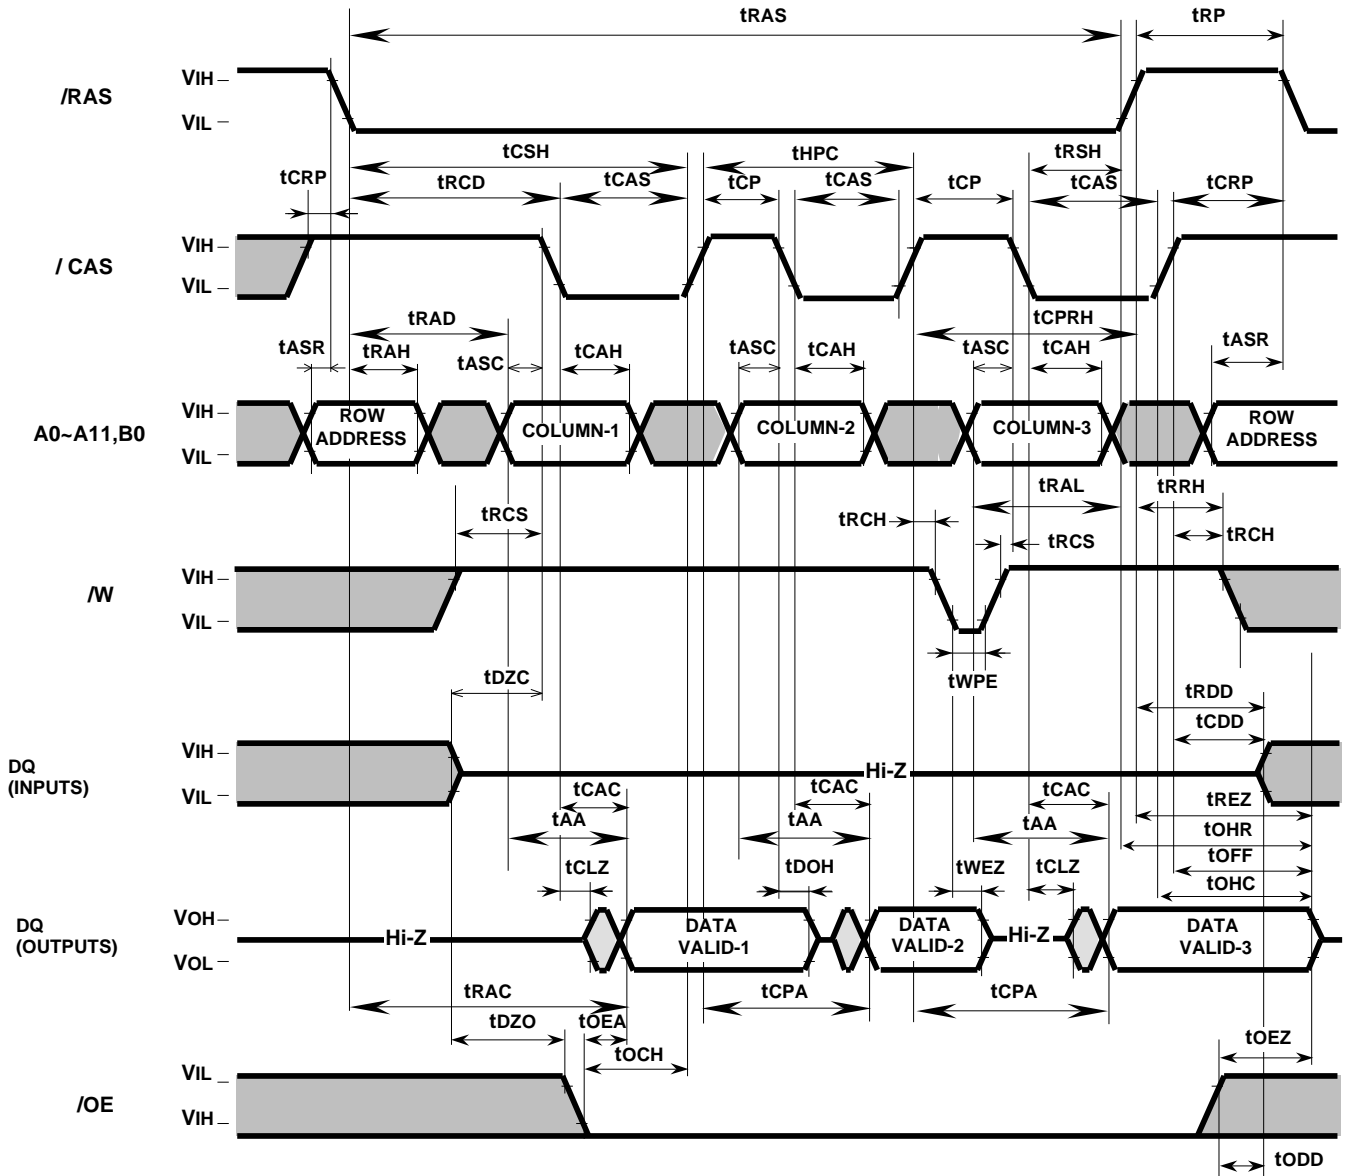 tRAS
tRP
/RAS
VIH
VIL
tCSH
tHPC
tRSH
tCRP
tRCD
tCAS
tCP
tCAS
tCP
tCAS
tCRP
/ CAS
VIH
VIL
tRAD
tCPRH
tASR
tRAH
tASC
tCAH
tASC
tCAH
tASC
tCAH
tASR
A0~A11,B0
VIH
VIL
ROW
ADDRESS
COLUMN-1
COLUMN-2
COLUMN-3
ROW
ADDRESS
tRAL
tRRH
tRCS
tRCH
tRCS
tRCH
/W
VIH
VIL
tWPE
tDZC
tRDD
tCDD
DQ
(INPUTS)
VIH
VIL
Hi-Z
tCAC
tCAC
tCAC
tREZ
tAA
tAA
tAA
tOHR
tCLZ
tDOH
tWEZ
tCLZ
tOFF
tOHC
DQ
(OUTPUTS)
VOH
VOL
Hi-Z
DATA
VALID-1
DATA
VALID-2
Hi-Z
DATA
VALID-3
tRAC
tCPA
tCPA
tDZO
tOEA
tOCH
tOEZ
/OE
VIL
VIH
tODD